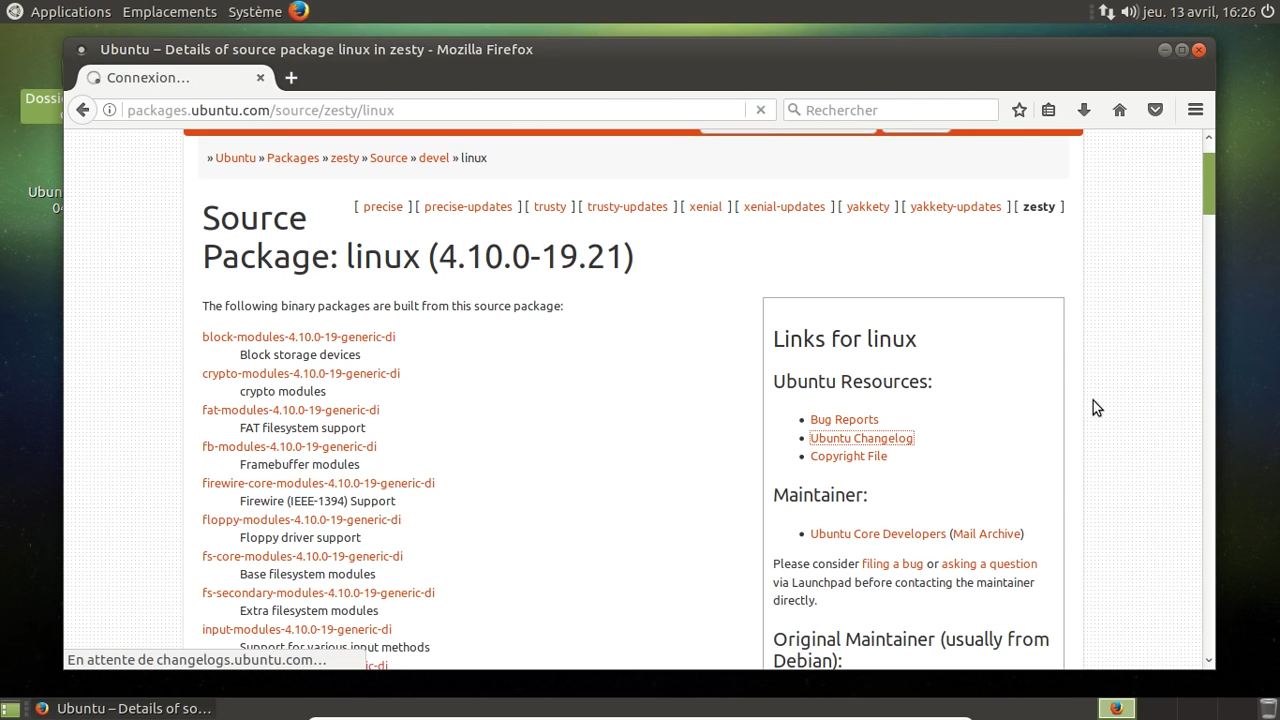 Applications Emplacements Système jeu. 13 avril, 16:26
Ubuntu – Details of source package linux in zesty - Mozilla Firefox
Connexion…
packages.ubuntu.com/source/zesty/linux Rechercher
» Ubuntu » Packages » zesty » Source » devel » linux
[ precise ] [ precise-updates ] [ trusty ] [ trusty-updates ] [ xenial ] [ xenial-updates ] [ yakkety ] [ yakkety-updates ] [ zesty ]
Source
Package: linux (4.10.0-19.21)
The following binary packages are built from this source package:
block-modules-4.10.0-19-generic-di
Block storage devices
crypto-modules-4.10.0-19-generic-di
crypto modules
fat-modules-4.10.0-19-generic-di
FAT filesystem support
fb-modules-4.10.0-19-generic-di
Framebuffer modules
firewire-core-modules-4.10.0-19-generic-di
Firewire (IEEE-1394) Support
floppy-modules-4.10.0-19-generic-di
Floppy driver support
fs-core-modules-4.10.0-19-generic-di
Base filesystem modules
fs-secondary-modules-4.10.0-19-generic-di
Extra filesystem modules
input-modules-4.10.0-19-generic-di
Support for various input methods
Links for linux
Ubuntu Resources:
• Bug Reports
• Ubuntu Changelog
• Copyright File
Maintainer:
• Ubuntu Core Developers (Mail Archive)
Please consider filing a bug or asking a question
via Launchpad before contacting the maintainer
directly.
Original Maintainer (usually from
Debian):
En attente de changelogs.ubuntu.com…
Dossi
Ubun
Ubuntu – Details of so…